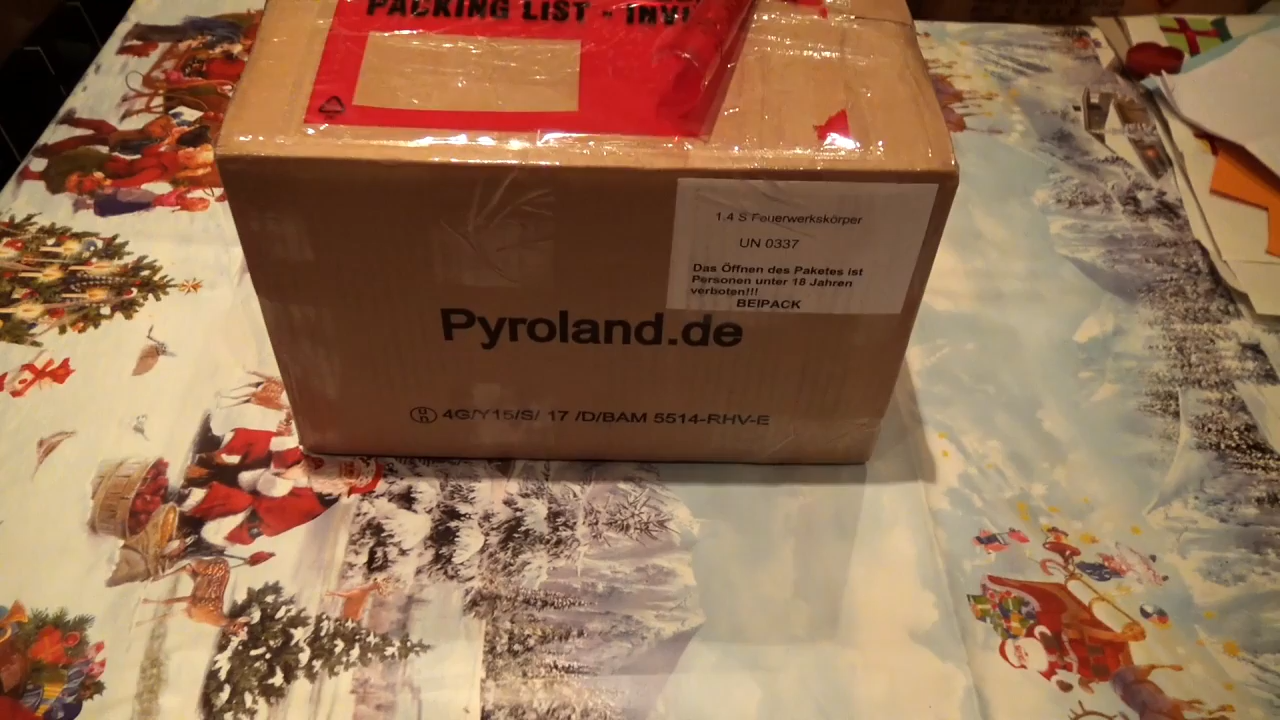 PACKING LIST - INV
1.4 S Feuerwerkskörper
UN 0337
Das Öffnen des Paketes ist
Personen unter 18 Jahren
verboten!!!
BEIPACK
Pyroland.de
un 4G/Y15/S/ 17 /D/BAM 5514-RHV-E